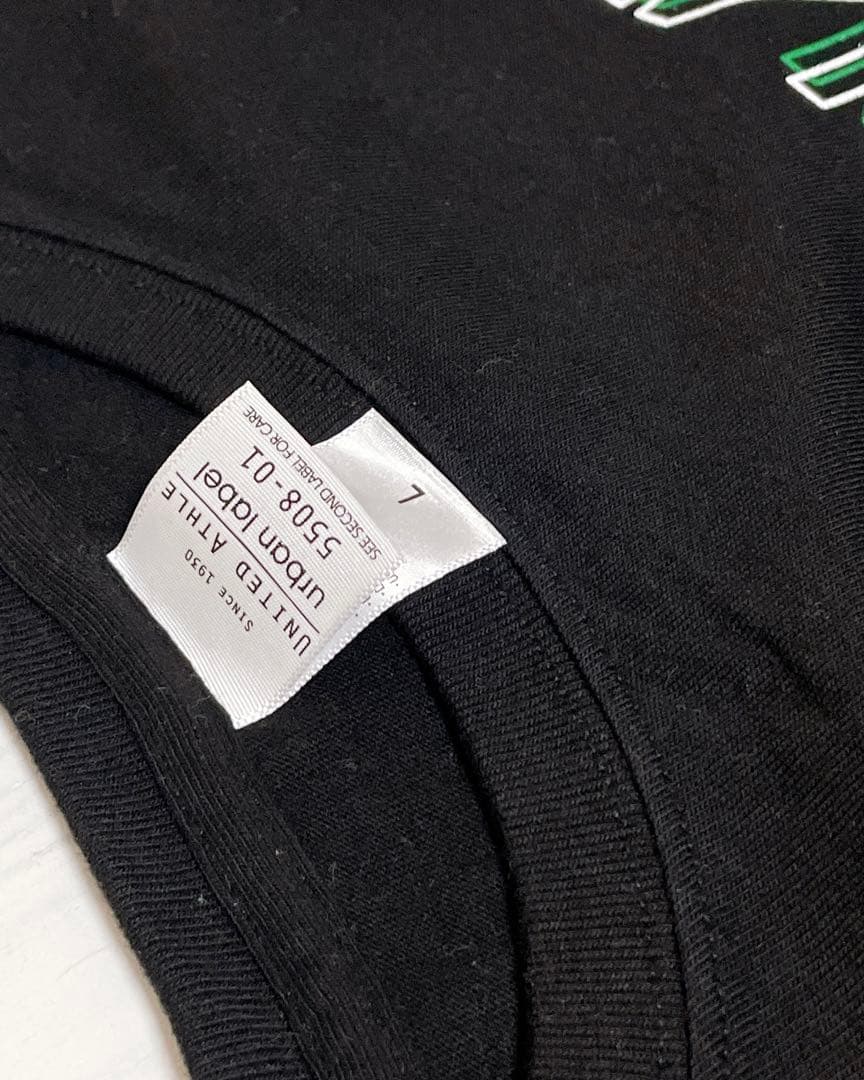 SINCE 1930
UNITED ATHLE
urban label
5508-01
SEE SECOND LABEL FOR CARE
L